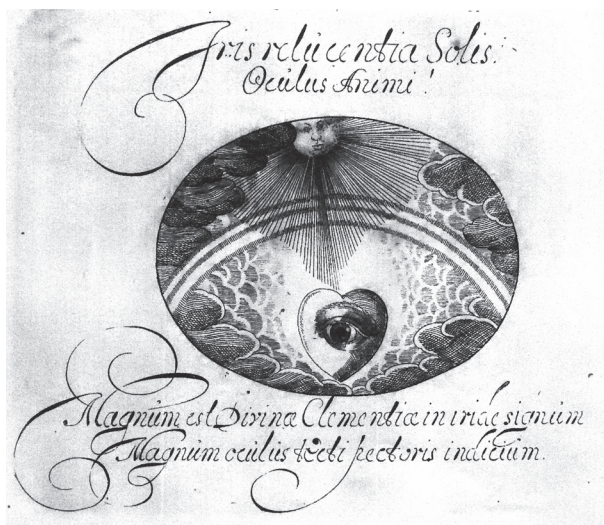 Iris relucentia Solis.
Oculus Animi!
Magnum est Divinæ Clementiæ in iride signum
Magnum oculus tecti pectoris indicium.